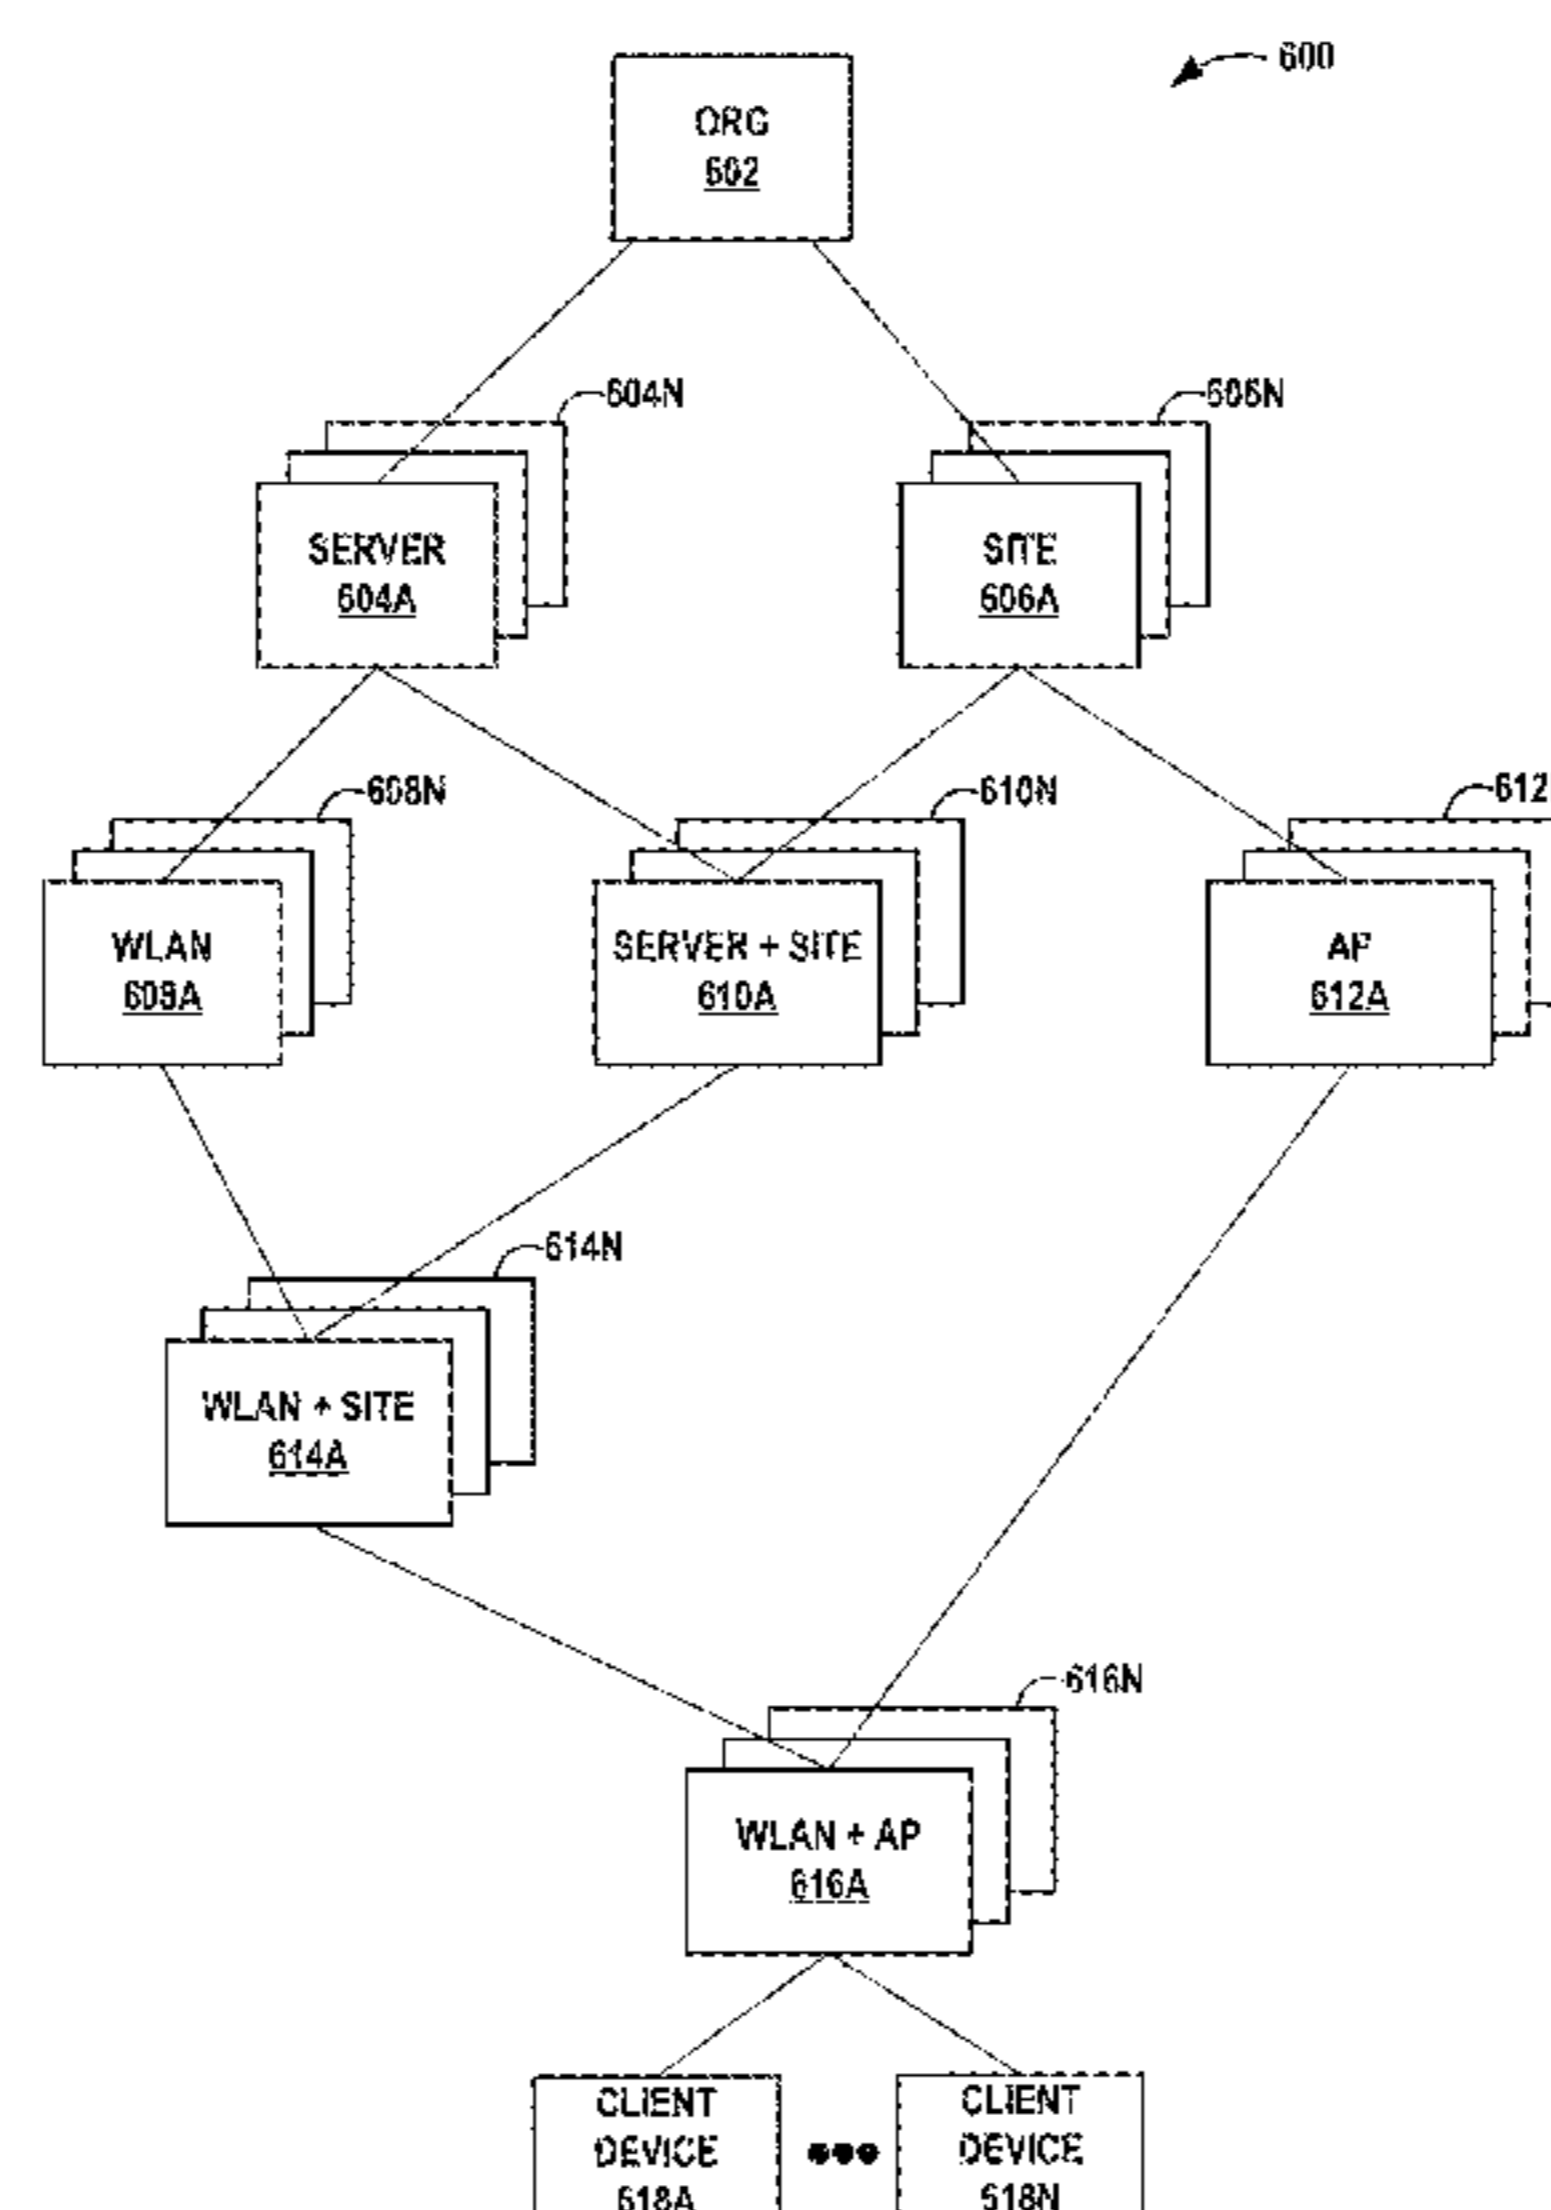 600
ORG
602
604N
606N
SERVER
604A
SITE
606A
608N
610N
612
WLAN
608A
SERVER + SITE
610A
AP
612A
614N
WLAN + SITE
614A
616N
WLAN + AP
616A
CLIENT
DEVICE
618A
CLIENT
DEVICE
618N